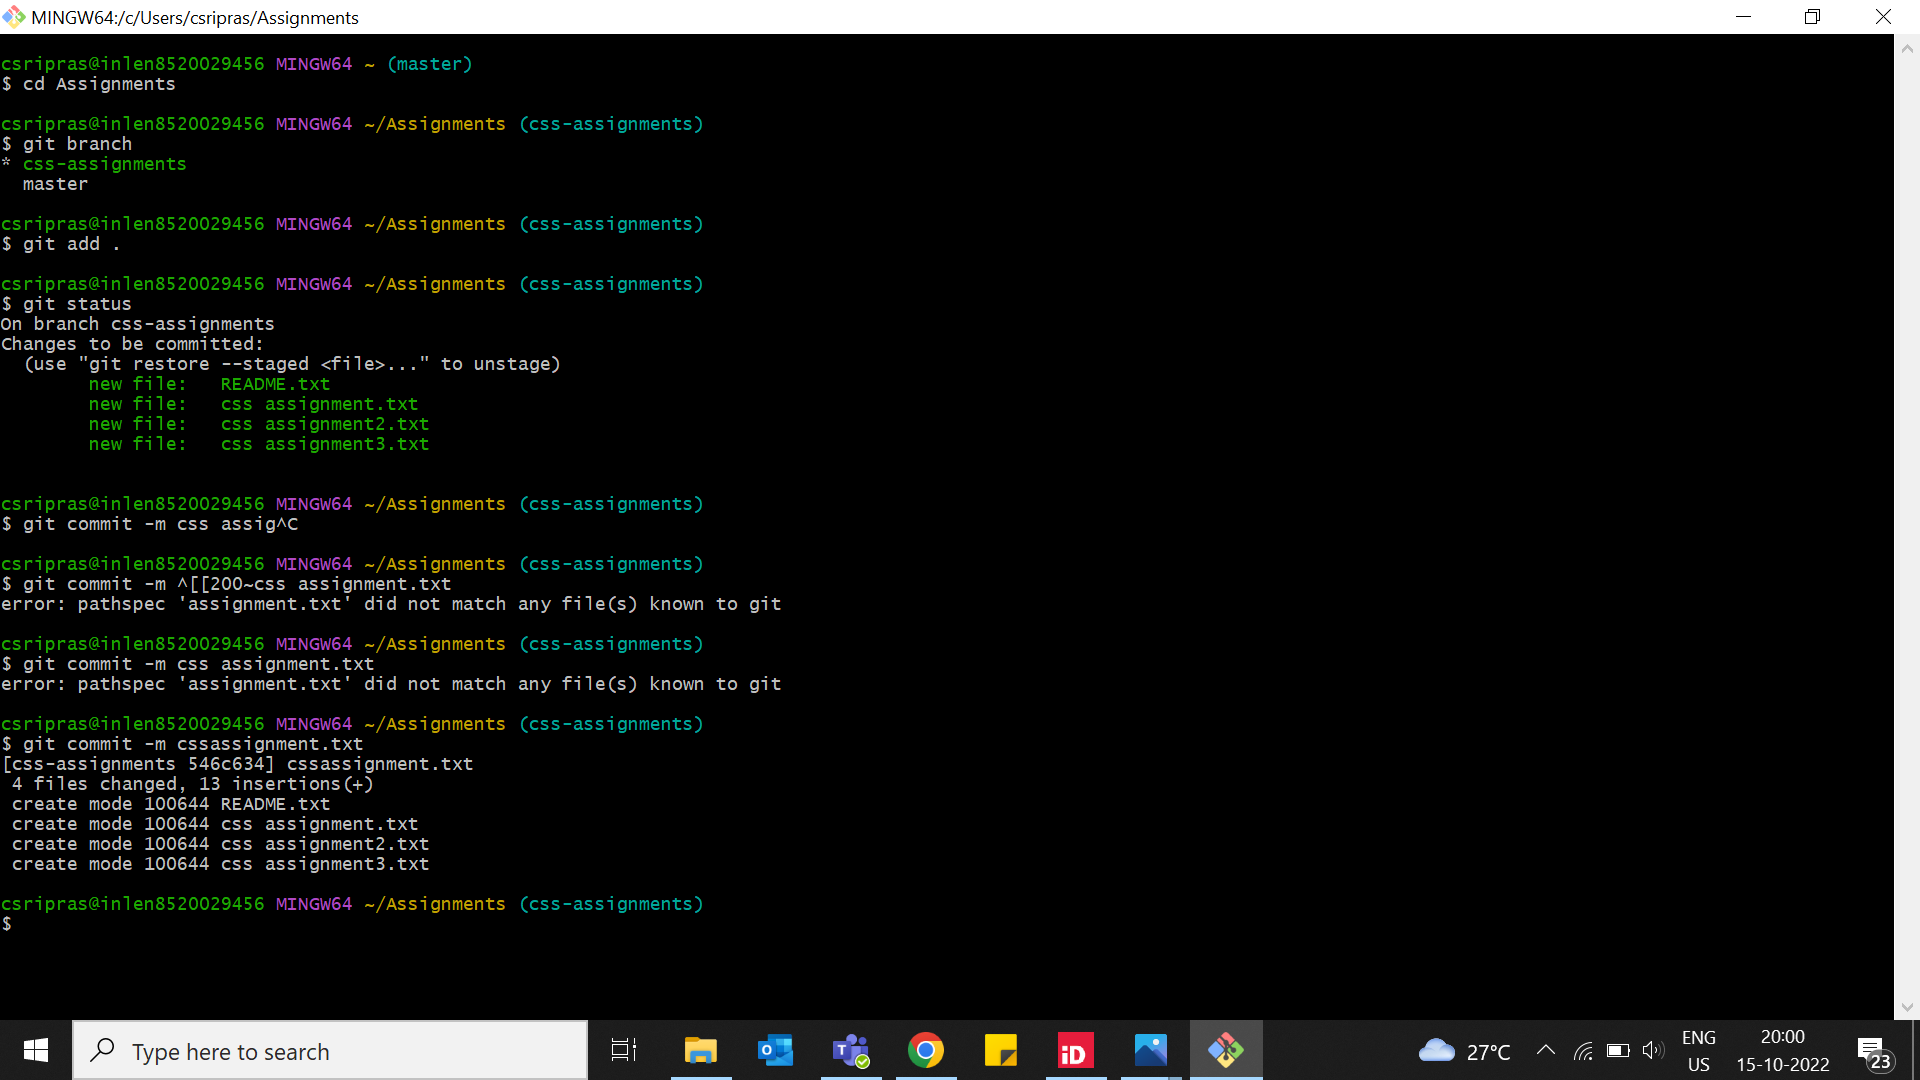 MINGW64:/c/Users/csripras/Assignments
csripras@inlen8520029456 MINGW64 ~ (master)
$ cd Assignments
csripras@inlen8520029456 MINGW64 ~/Assignments (css-assignments)
$ git branch
* css-assignments
  master
csripras@inlen8520029456 MINGW64 ~/Assignments (css-assignments)
$ git add .
csripras@inlen8520029456 MINGW64 ~/Assignments (css-assignments)
$ git status
On branch css-assignments
Changes to be committed:
  (use "git restore --staged <file>..." to unstage)
        new file:   README.txt
        new file:   css assignment.txt
        new file:   css assignment2.txt
        new file:   css assignment3.txt
csripras@inlen8520029456 MINGW64 ~/Assignments (css-assignments)
$ git commit -m css assig^C
csripras@inlen8520029456 MINGW64 ~/Assignments (css-assignments)
$ git commit -m ^[[200~css assignment.txt
error: pathspec 'assignment.txt' did not match any file(s) known to git
csripras@inlen8520029456 MINGW64 ~/Assignments (css-assignments)
$ git commit -m css assignment.txt
error: pathspec 'assignment.txt' did not match any file(s) known to git
csripras@inlen8520029456 MINGW64 ~/Assignments (css-assignments)
$ git commit -m cssassignment.txt
[css-assignments 546c634] cssassignment.txt
 4 files changed, 13 insertions(+)
 create mode 100644 README.txt
 create mode 100644 css assignment.txt
 create mode 100644 css assignment2.txt
 create mode 100644 css assignment3.txt
csripras@inlen8520029456 MINGW64 ~/Assignments (css-assignments)
$
Type here to search
iD
27°C
ENG
US
20:00
15-10-2022
23